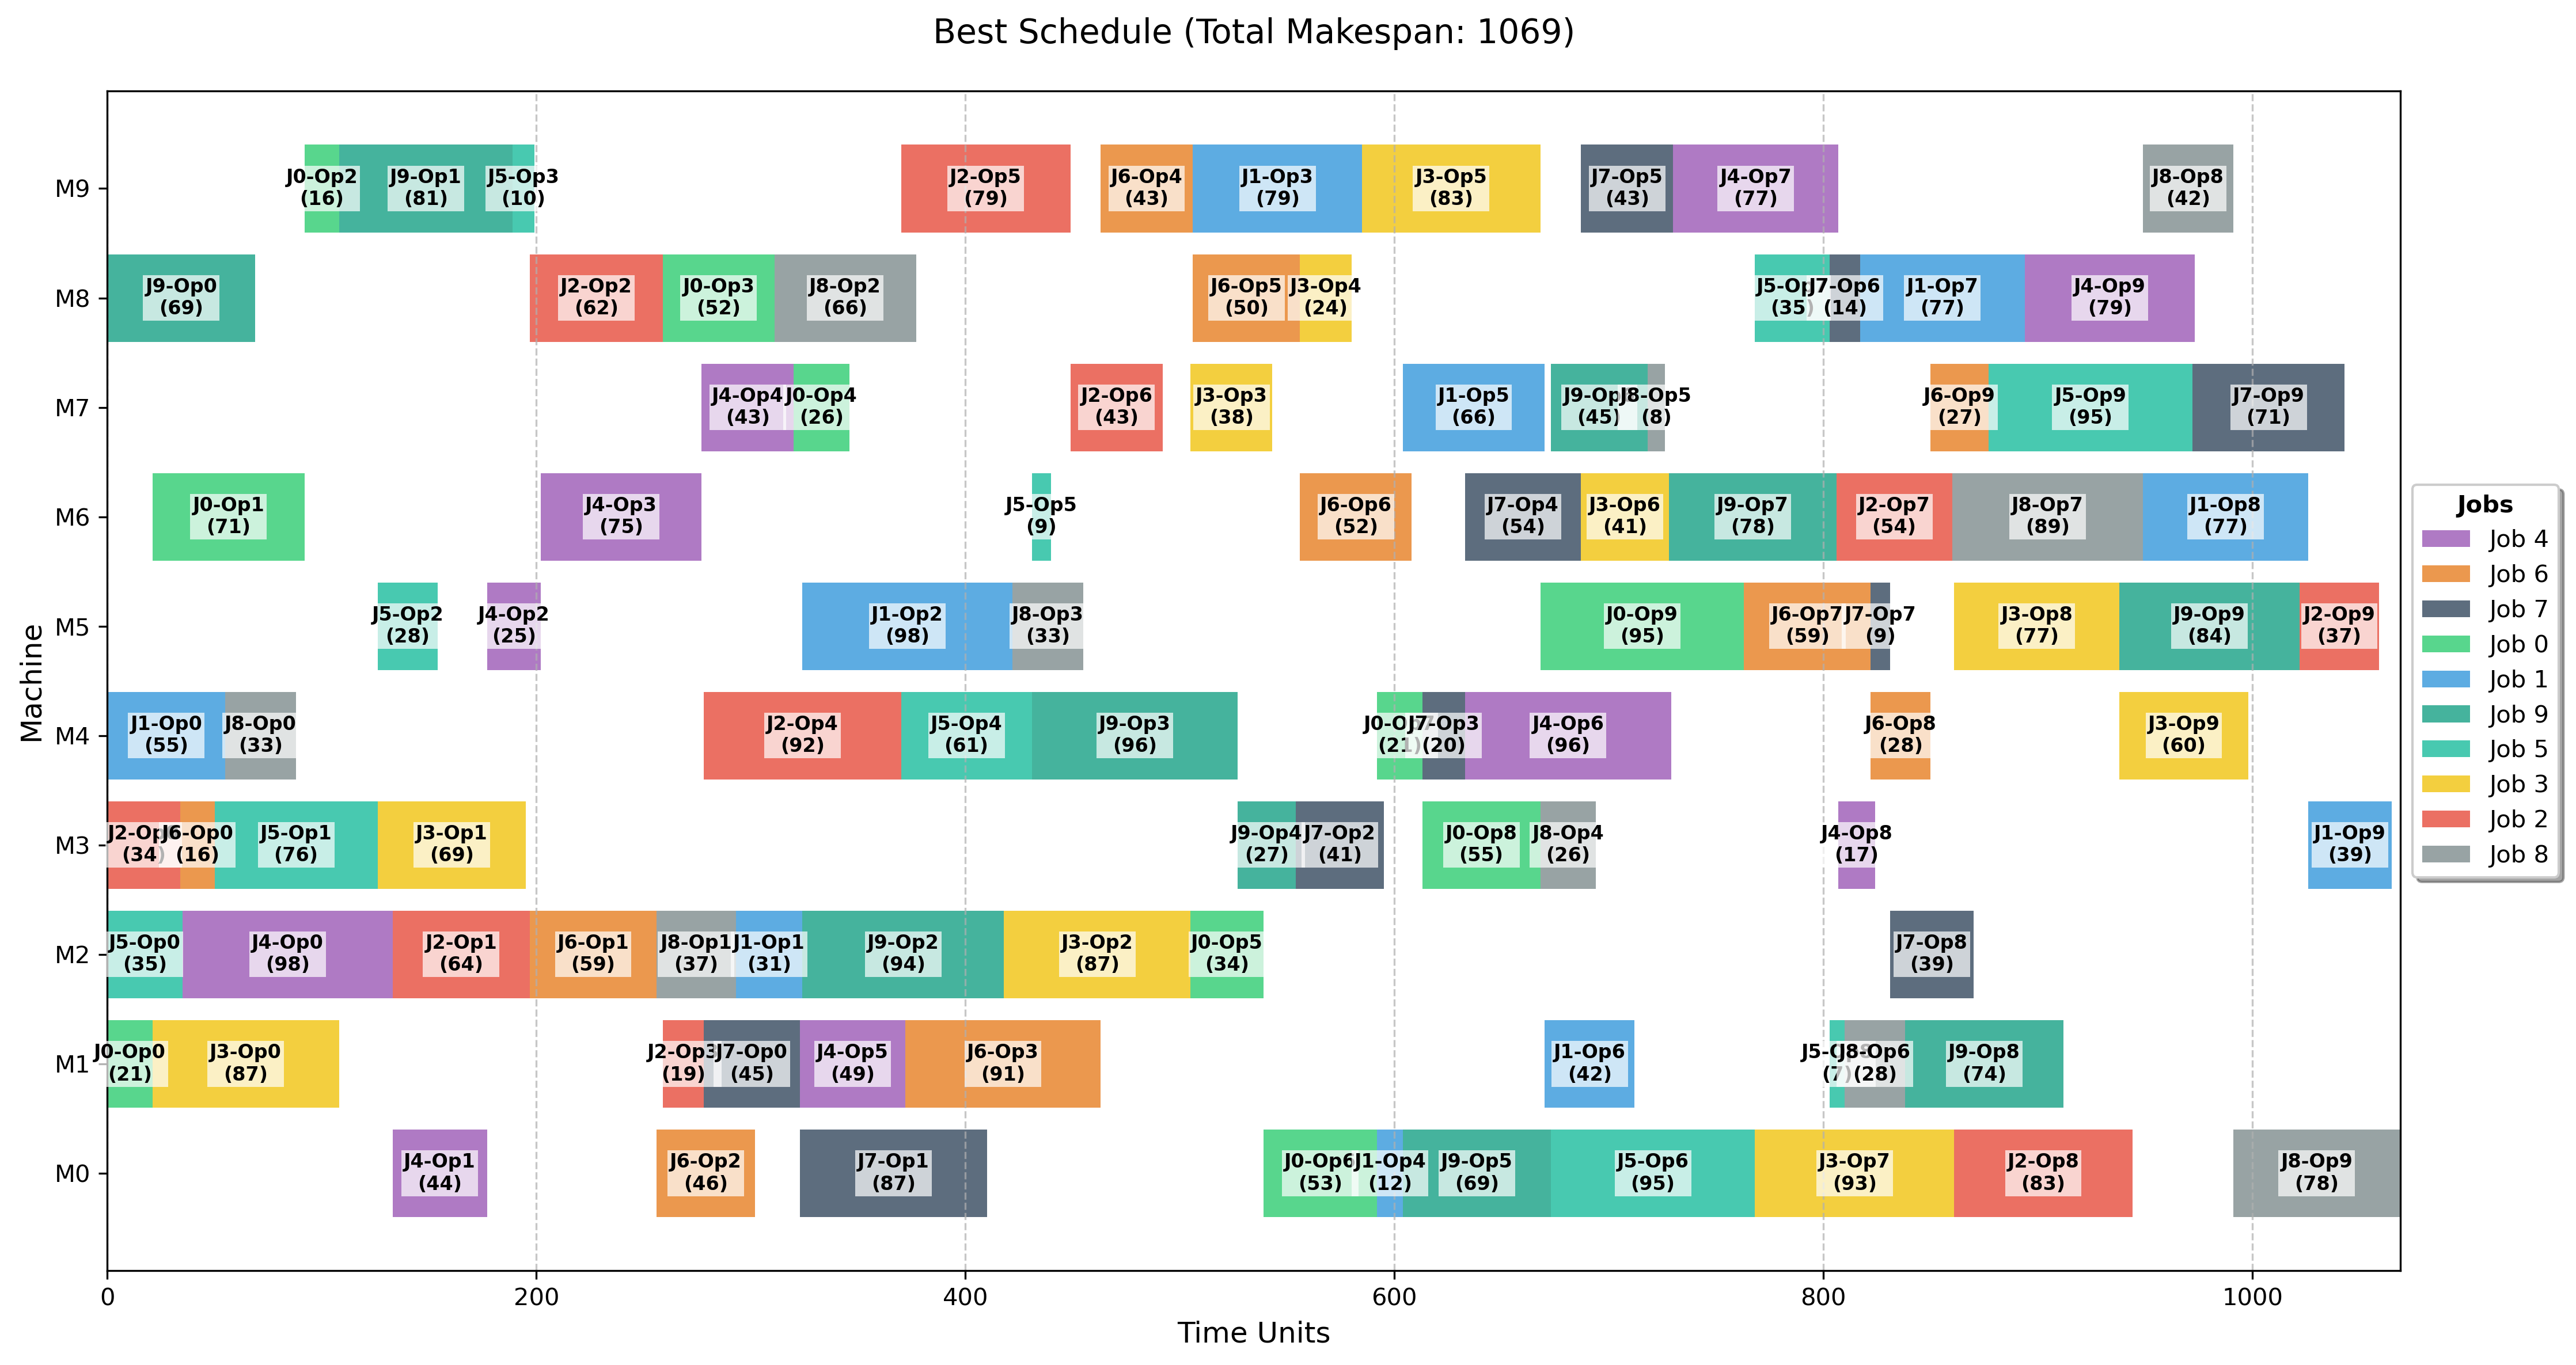 Best Schedule (Total Makespan: 1069)
M9
J0-Op2
(16)
J9-Op1
(81)
J5-Op3
(10)
J2-Op5
(79)
J6-Op4
(43)
J1-Op3
(79)
J3-Op5
(83)
J7-Op5
(43)
J4-Op7
(77)
J8-Op8
(42)
M8
J9-Op0
(69)
J2-Op2
(62)
J0-Op3
(52)
J8-Op2
(66)
J6-Op5
(50)
J3-Op4
(24)
(35)
J7-Op6
(14)
J1-Op7
(77)
J4-Op9
(79)
M7
J4-Op4
(43)
J0-Op4
(26)
J2-Op6
(43)
J3-Op3
(38)
J1-Op5
(66)
(45)
J8-Op5
(8)
J6-Op9
(27)
J5-Op9
(95)
J7-Op9
(71)
M6
J0-Op1
(71)
J4-Op3
(75)
J5-Op5
(9)
J6-Op6
(52)
J7-Op4
(54)
J3-Op6
(41)
J9-Op7
(78)
J2-Op7
(54)
J8-Op7
(89)
J1-Op8
(77)
M5
J5-Op2
(28)
J4-Op2
(25)
J1-Op2
(98)
J8-Op3
(33)
J0-Op9
(95)
J6-Op7
(59)
J7-Op7
(9)
J3-Op8
(77)
J9-Op9
(84)
J2-Op9
(37)
M4
J1-Op0
(55)
J8-Op0
(33)
J2-Op4
(92)
J5-Op4
(61)
J9-Op3
(96)
(21)
J7-Op3
(20)
J4-Op6
(96)
J6-Op8
(28)
J3-Op9
(60)
M3
(34)
J6-Op0
(16)
J5-Op1
(76)
J3-Op1
(69)
J9-Op4
(27)
J7-Op2
(41)
J0-Op8
(55)
J8-Op4
(26)
J4-Op8
(17)
J1-Op9
(39)
M2
J5-Op0
(35)
J4-Op0
(98)
J2-Op1
(64)
J6-Op1
(59)
J8-Op1
(37)
J1-Op1
(31)
J9-Op2
(94)
J3-Op2
(87)
J0-Op5
(34)
J7-Op8
(39)
M1
J0-Op0
(21)
J3-Op0
(87)
J2-Op3
(19)
J7-Op0
(45)
J4-Op5
(49)
J6-Op3
(91)
J1-Op6
(42)
(7)
J8-Op6
(28)
J9-Op8
(74)
M0
J4-Op1
(44)
J6-Op2
(46)
J7-Op1
(87)
J0-Op6
(53)
J1-Op4
(12)
J9-Op5
(69)
J5-Op6
(95)
J3-Op7
(93)
J2-Op8
(83)
J8-Op9
(78)
0 200 400 600 800 1000
Time Units
Machine
Jobs
Job 4
Job 6
Job 7
Job 0
Job 1
Job 9
Job 5
Job 3
Job 2
Job 8